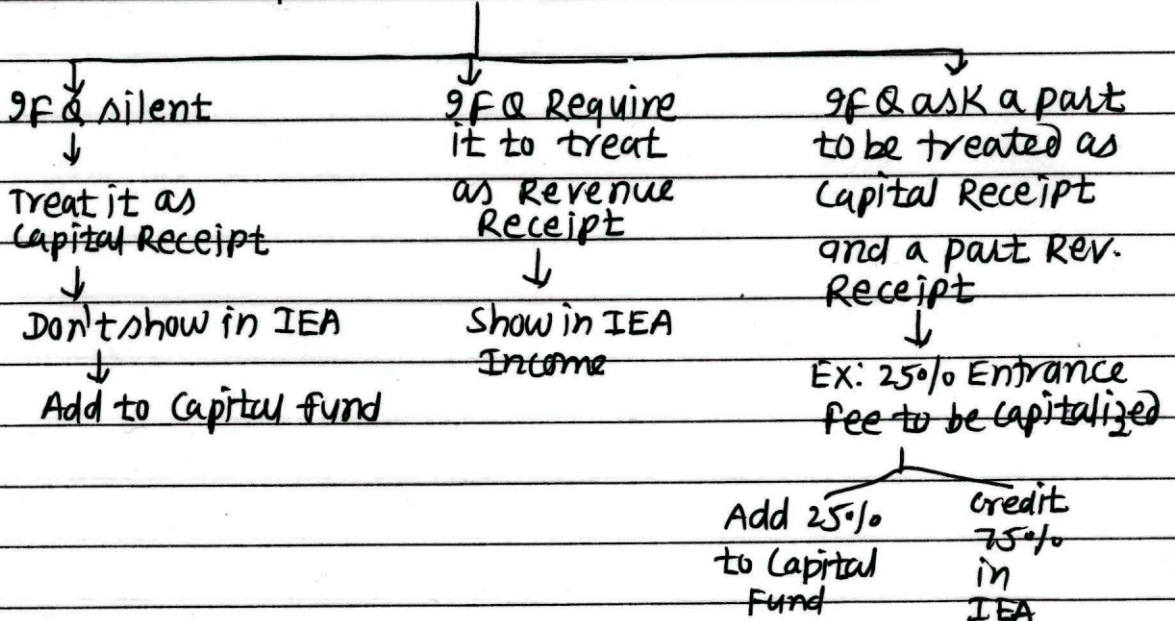 If Q silent
↓
Treat it as
Capital Receipt
↓
Don't show in IEA
↓
Add to Capital fund
If Q Require
it to treat
as Revenue
Receipt
↓
Show in IEA
Income
If Q ask a part
to be treated as
Capital Receipt
and a part Rev.
Receipt
↓
Ex: 25% Entrance
fee to be capitalized
Add 25%
to Capital
Fund
credit
75%
in
IEA